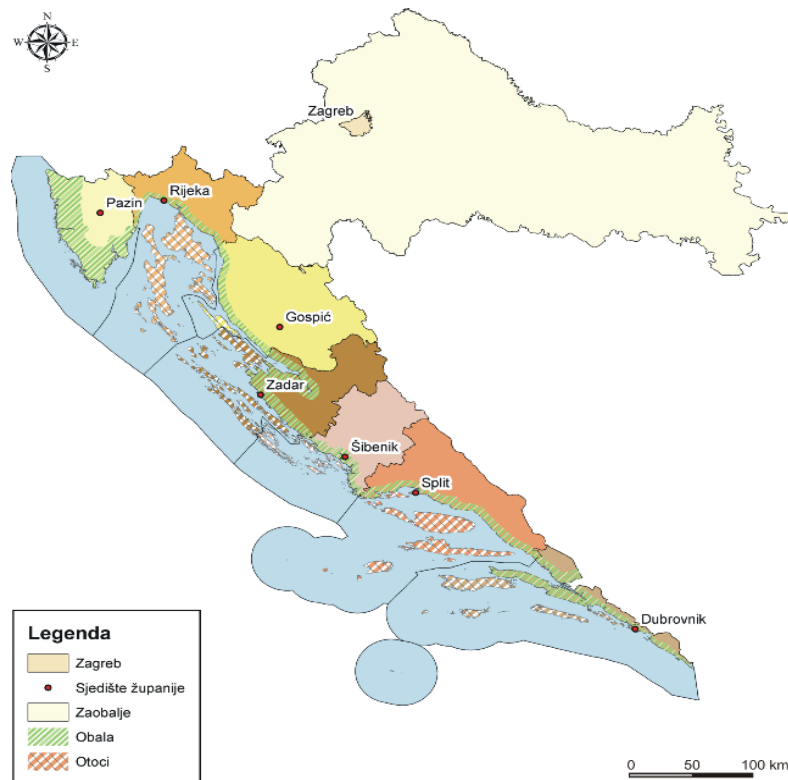 N
W E
S
Zagreb
Rijeka
Pazin
Gospić
Zadar
Šibenik
Split
Dubrovnik
Legenda
Zagreb
Sjedište županije
Zaobalje
Obala
Otoci
0 50 100 km